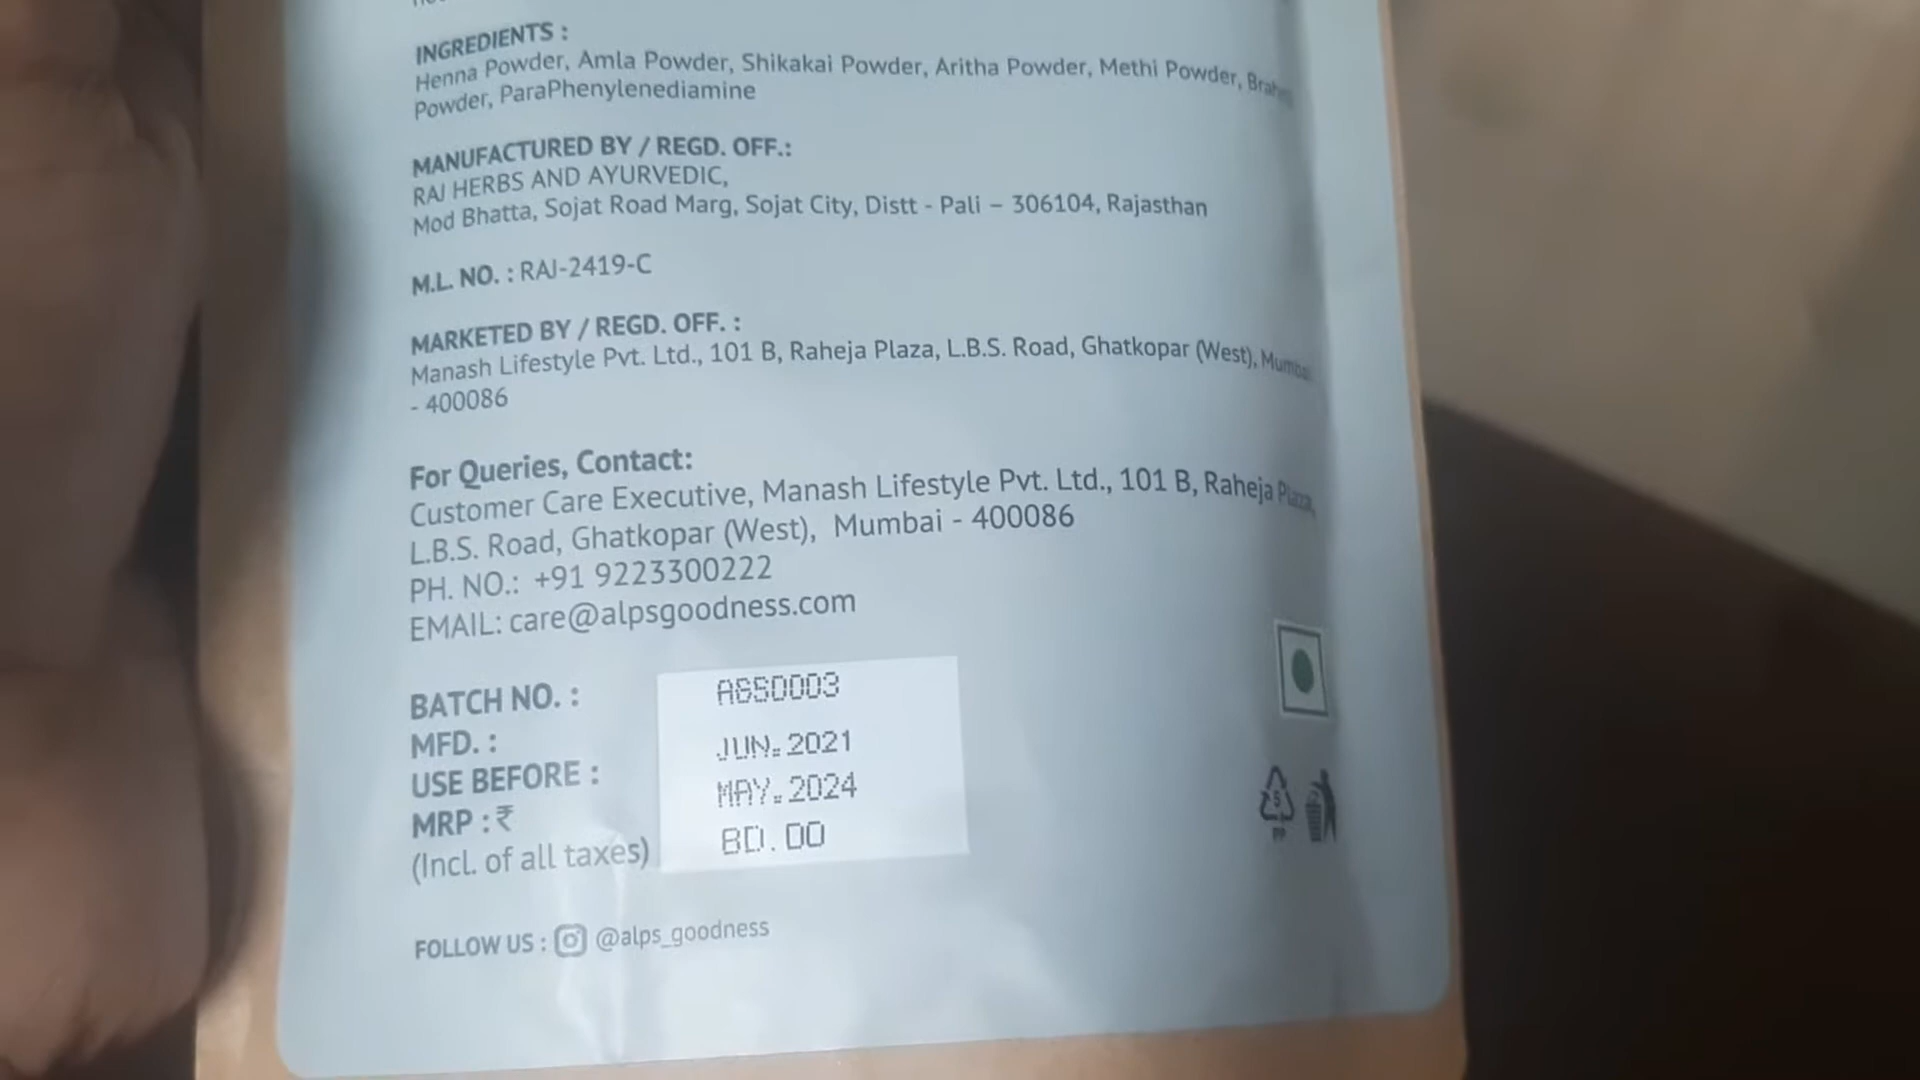 INGREDIENTS :
Henna Powder, Amla Powder, Shikakai Powder, Aritha Powder, Methi Powder,
Powder, ParaPhenylenediamine
MANUFACTURED BY / REGD. OFF.:
RAJ HERBS AND AYURVEDIC,
Mod Bhatta, Sojat Road Marg, Sojat City, Distt - Pali – 306104, Rajasthan
M.L. NO. : RAJ-2419-C
MARKETED BY / REGD. OFF. :
Manash Lifestyle Pvt. Ltd., 101 B, Raheja Plaza, L.B.S. Road, Ghatkopar (West), Mumbai
- 400086
For Queries, Contact:
Customer Care Executive, Manash Lifestyle Pvt. Ltd., 101 B, Raheja Plaza,
L.B.S. Road, Ghatkopar (West), Mumbai - 400086
PH. NO.: +91 9223300222
EMAIL: care@alpsgoodness.com
BATCH NO. :
MFD. : JUN.2021
USE BEFORE : MAY.2024
MRP : ₹
(Incl. of all taxes)
5
PP
FOLLOW US : @alps_goodness